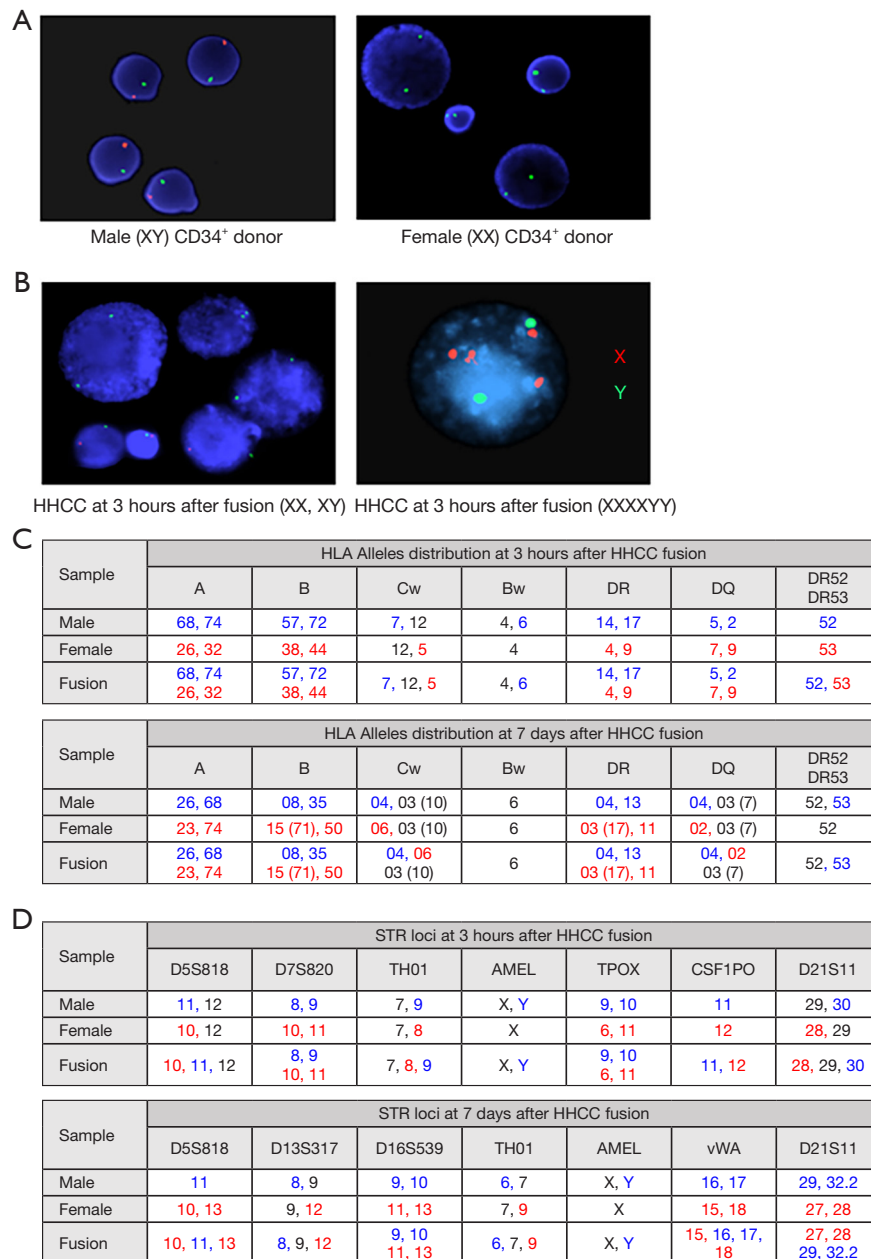 A
Male (XY) CD34+ donor
Female (XX) CD34+ donor
B
X
Y
HHCC at 3 hours after fusion (XX, XY)
HHCC at 3 hours after fusion (XXXXYY)
C
Sample
HLA Alleles distribution at 3 hours after HHCC fusion
A B Cw Bw DR DQ DR52
DR53
Male 68, 74 57, 72 7, 12 4, 6 14, 17 5, 2 52
Female 26, 32 38, 44 12, 5 4 4, 9 7, 9 53
Fusion 68, 74 57, 72 7, 12, 5 4, 6 14, 17 5, 2 52, 53
26, 32 38, 44 4, 9 7, 9
Sample
HLA Alleles distribution at 7 days after HHCC fusion
A B Cw Bw DR DQ DR52
DR53
Male 26, 68 08, 35 04, 03 (10) 6 04, 13 04, 03 (7) 52, 53
Female 23, 74 15 (71), 50 06, 03 (10) 6 03 (17), 11 02, 03 (7) 52
Fusion 26, 68 08, 35 04, 06 6 04, 13 04, 02 52, 53
23, 74 15 (71), 50 03 (10) 03 (17), 11 03 (7)
D
Sample
STR loci at 3 hours after HHCC fusion
D5S818 D7S820 TH01 AMEL TPOX CSF1PO D21S11
Male 11, 12 8, 9 7, 9 X, Y 9, 10 11 29, 30
Female 10, 12 10, 11 7, 8 X 6, 11 12 28, 29
Fusion 10, 11, 12 8, 9 7, 8, 9 X, Y 9, 10 11, 12 28, 29, 30
10, 11 6, 11
Sample
STR loci at 7 days after HHCC fusion
D5S818 D13S317 D16S539 TH01 AMEL vWA D21S11
Male 11 8, 9 9, 10 6, 7 X, Y 16, 17 29, 32.2
Female 10, 13 9, 12 11, 13 7, 9 X 15, 18 27, 28
Fusion 10, 11, 13 8, 9, 12 9, 10 6, 7, 9 X, Y 15, 16, 17, 27, 28
11, 13 18 29, 32.2